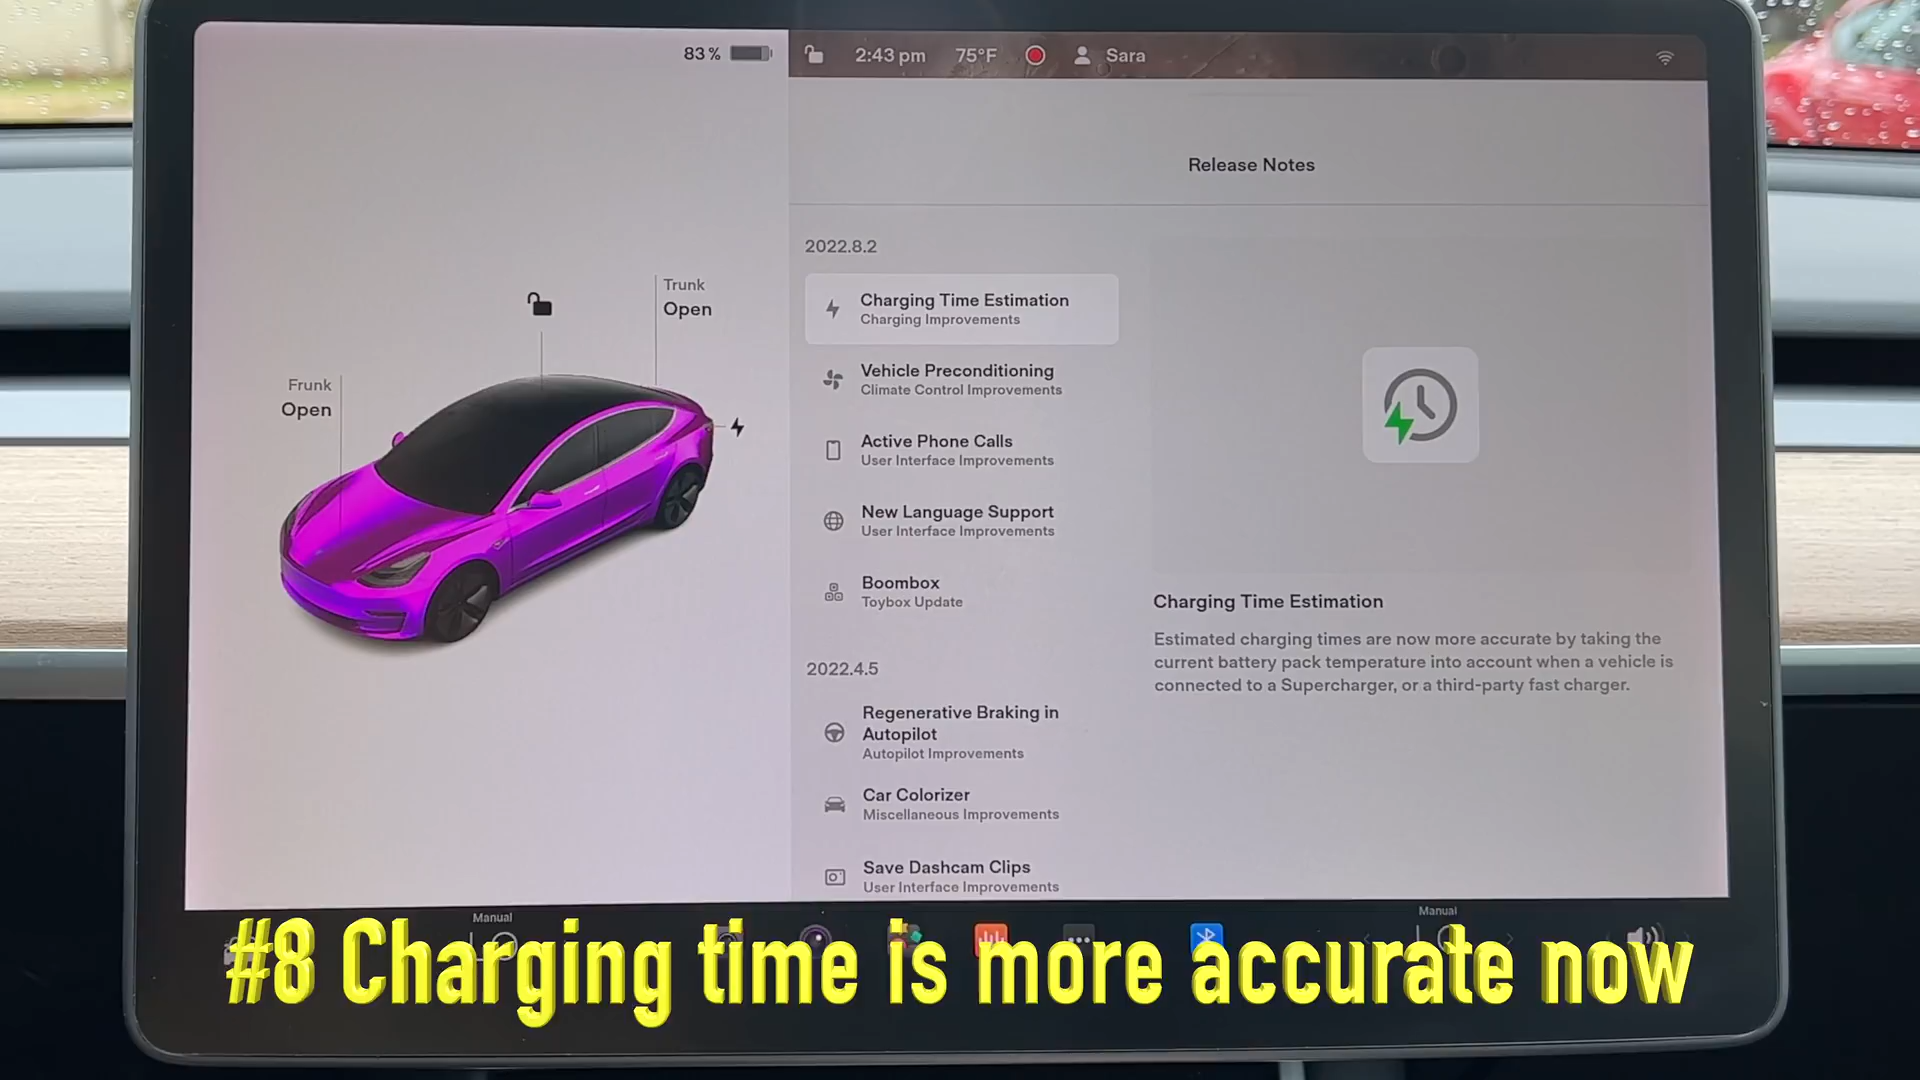 83 %
2:43 pm 75°F Sara
Release Notes
Trunk
Open
Frunk
Open
2022.8.2
Charging Time Estimation
Charging Improvements
Vehicle Preconditioning
Climate Control Improvements
Active Phone Calls
User Interface Improvements
New Language Support
User Interface Improvements
Boombox
Toybox Update
2022.4.5
Regenerative Braking in
Autopilot
Autopilot Improvements
Car Colorizer
Miscellaneous Improvements
Save Dashcam Clips
User Interface Improvements
Charging Time Estimation
Estimated charging times are now more accurate by taking the
current battery pack temperature into account when a vehicle is
connected to a Supercharger, or a third-party fast charger.
Manual
Manual
#8 Charging time is more accurate now